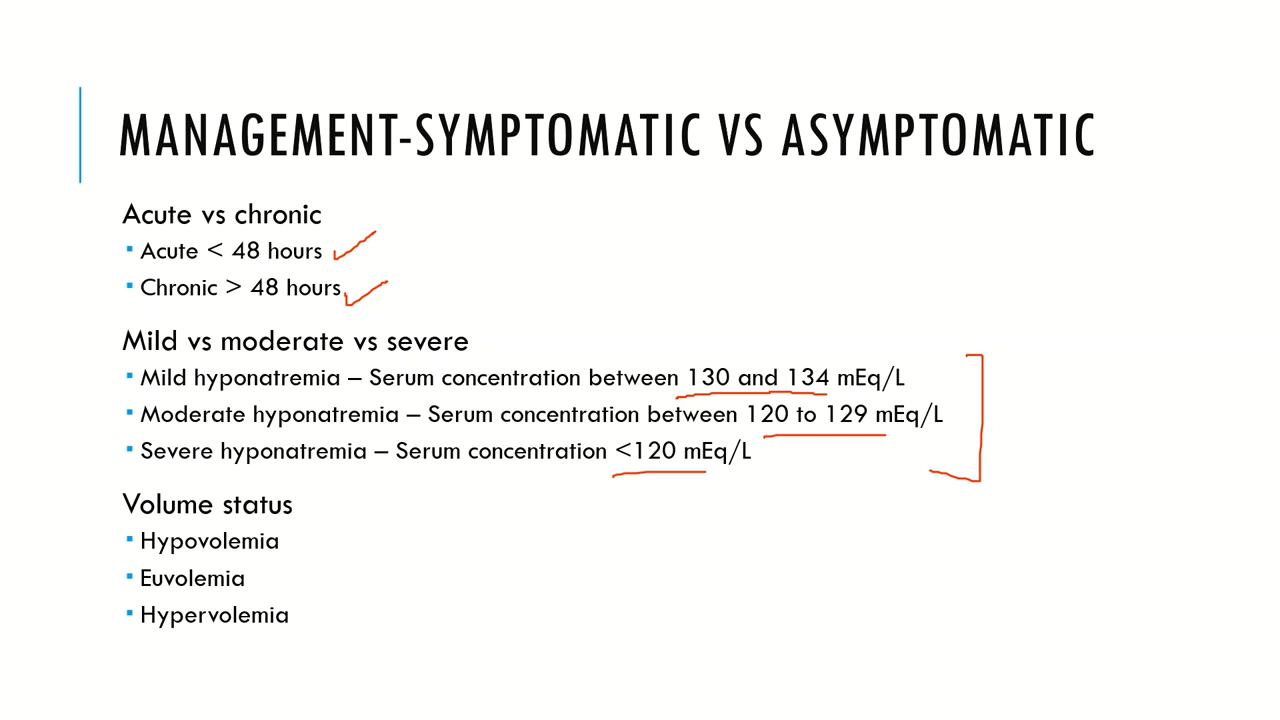 MANAGEMENT-SYMPTOMATIC VS ASYMPTOMATIC
Acute vs chronic
▪ Acute < 48 hours
▪ Chronic > 48 hours
Mild vs moderate vs severe
▪ Mild hyponatremia – Serum concentration between 130 and 134 mEq/L
▪ Moderate hyponatremia – Serum concentration between 120 to 129 mEq/L
▪ Severe hyponatremia – Serum concentration <120 mEq/L
Volume status
▪ Hypovolemia
▪ Euvolemia
▪ Hypervolemia